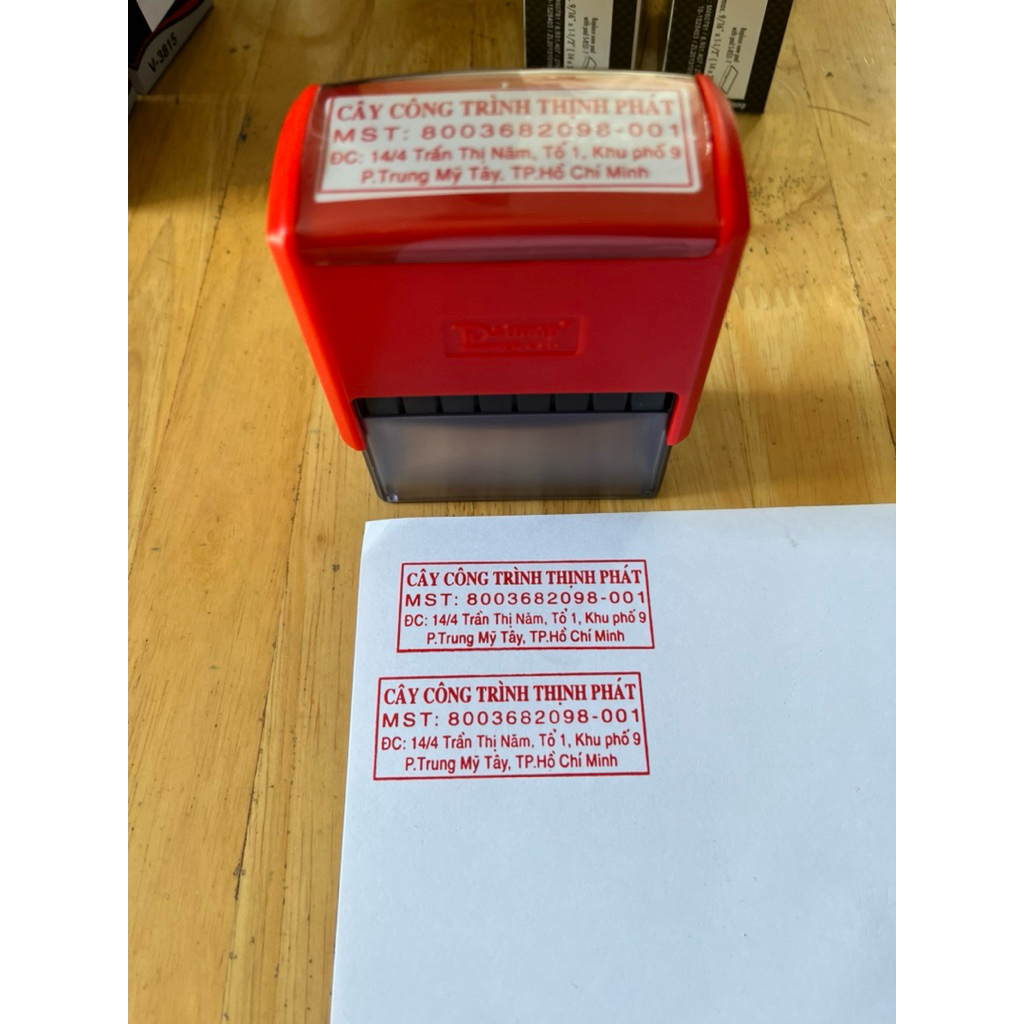 V-3815
CÂY CÔNG TRÌNH THỊNH PHÁT
MST: 8003682098-001
ĐC: 14/4 Trần Thị Năm, Tổ 1, Khu phố 9
P.Trung Mỹ Tây, TP.Hồ Chí Minh
CÂY CÔNG TRÌNH THỊNH PHÁT
MST: 8003682098-001
ĐC: 14/4 Trần Thị Năm, Tổ 1, Khu phố 9
P.Trung Mỹ Tây, TP.Hồ Chí Minh
CÂY CÔNG TRÌNH THỊNH PHÁT
MST: 8003682098-001
ĐC: 14/4 Trần Thị Năm, Tổ 1, Khu phố 9
P.Trung Mỹ Tây, TP.Hồ Chí Minh